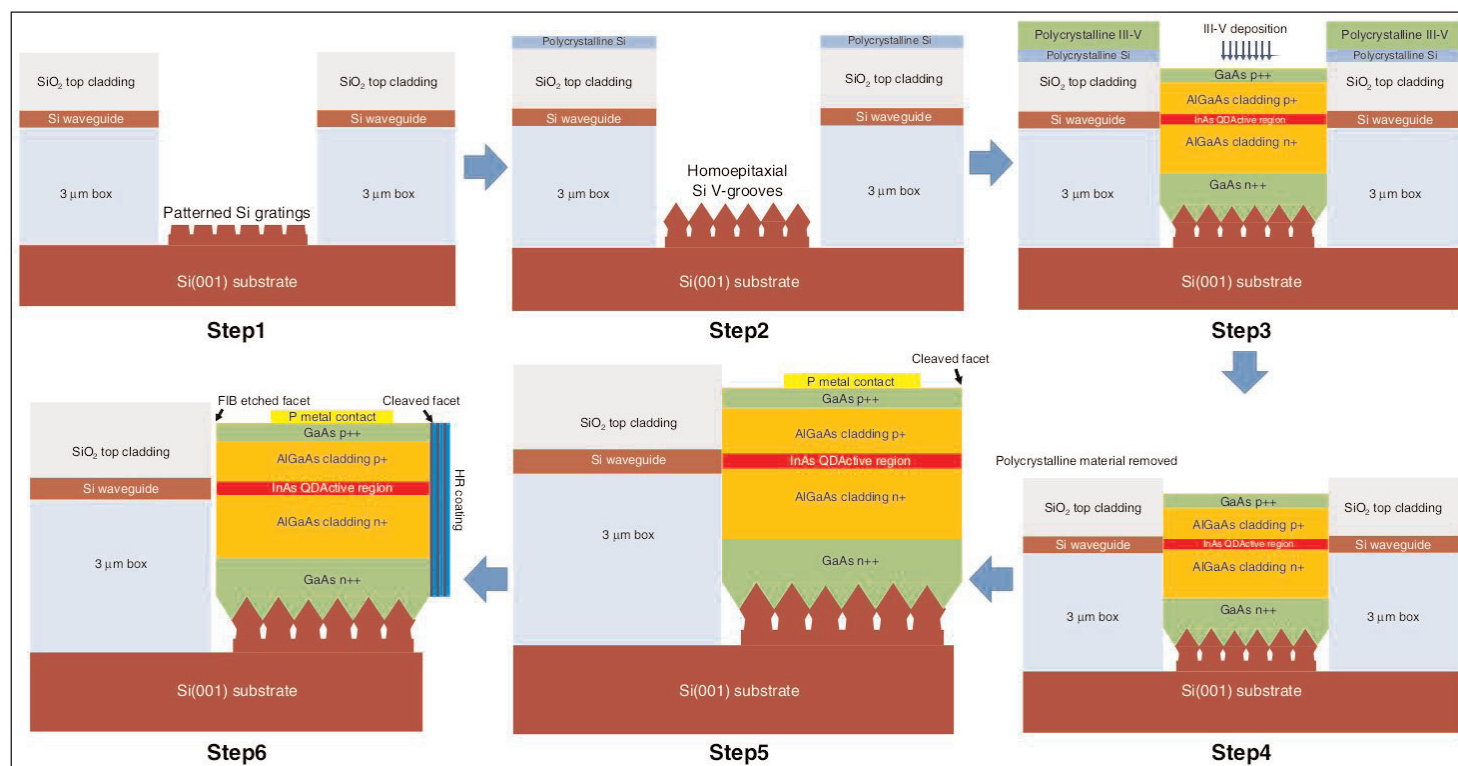 SiO2 top cladding
Si waveguide
3 μm box
Patterned Si gratings
SiO2 top cladding
Si waveguide
3 μm box
Si(001) substrate
Step1
Polycrystalline Si
SiO2 top cladding
Si waveguide
3 μm box
Homoepitaxial
Si V-grooves
Polycrystalline Si
SiO2 top cladding
Si waveguide
3 μm box
Si(001) substrate
Step2
Polycrystalline III-V
Polycrystalline Si
SiO2 top cladding
Si waveguide
3 μm box
III-V deposition
GaAs p++
AlGaAs cladding p+
InAs QDActive region
AlGaAs cladding n+
GaAs n++
Polycrystalline III-V
Polycrystalline Si
SiO2 top cladding
Si waveguide
3 μm box
Si(001) substrate
Step3
FIB etched facet
Cleaved facet
P metal contact
SiO2 top cladding
Si waveguide
3 μm box
GaAs p++
AlGaAs cladding p+
InAs QDActive region
AlGaAs cladding n+
GaAs n++
HR coating
Si(001) substrate
Step6
Cleaved facet
P metal contact
SiO2 top cladding
Si waveguide
3 μm box
GaAs p++
AlGaAs cladding p+
InAs QDActive region
AlGaAs cladding n+
GaAs n++
Si(001) substrate
Step5
Polycrystalline material removed
SiO2 top cladding
Si waveguide
3 μm box
GaAs p++
AlGaAs cladding p+
InAs QDActive region
AlGaAs cladding n+
GaAs n++
SiO2 top cladding
Si waveguide
3 μm box
Si(001) substrate
Step4